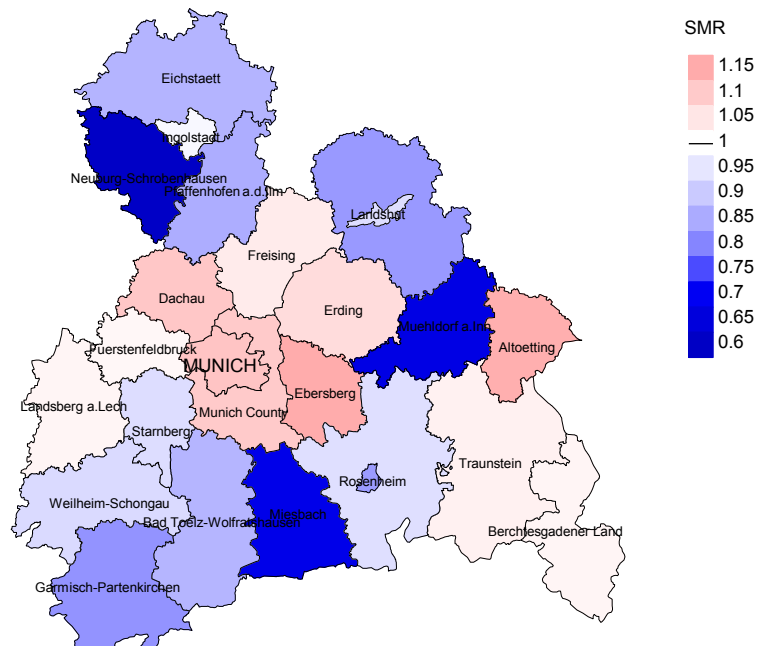 SMR
1.15
1.1
1.05
1
0.95
0.9
0.85
0.8
0.75
0.7
0.65
0.6
Eichstaett
Ingolstadt
Neuburg-Schrobenhausen
Pfaffenhofen a.d.Ilm
Landshut
Freising
Dachau
Erding
Muehldorf a.Inn
Altoetting
Fuerstenfeldbruck
MUNICH
Ebersberg
Landsberg a.Lech
Munich County
Starnberg
Traunstein
Rosenheim
Weilheim-Schongau
Miesbach
Bad Toelz-Wolfratshausen
Berchtesgadener Land
Garmisch-Partenkirchen